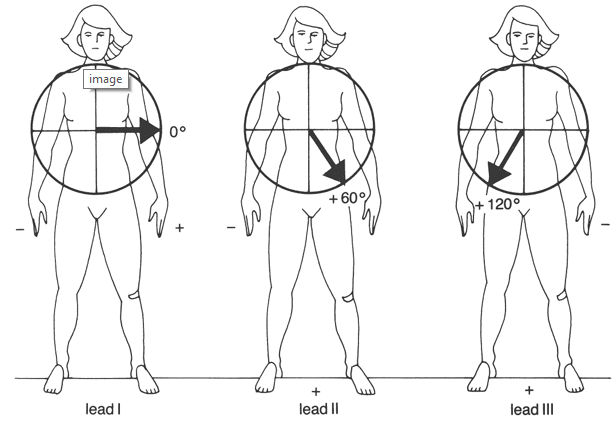 image
0°
+ 60°
+ 120°
–
+
–
–
+
+
lead I
lead II
lead III